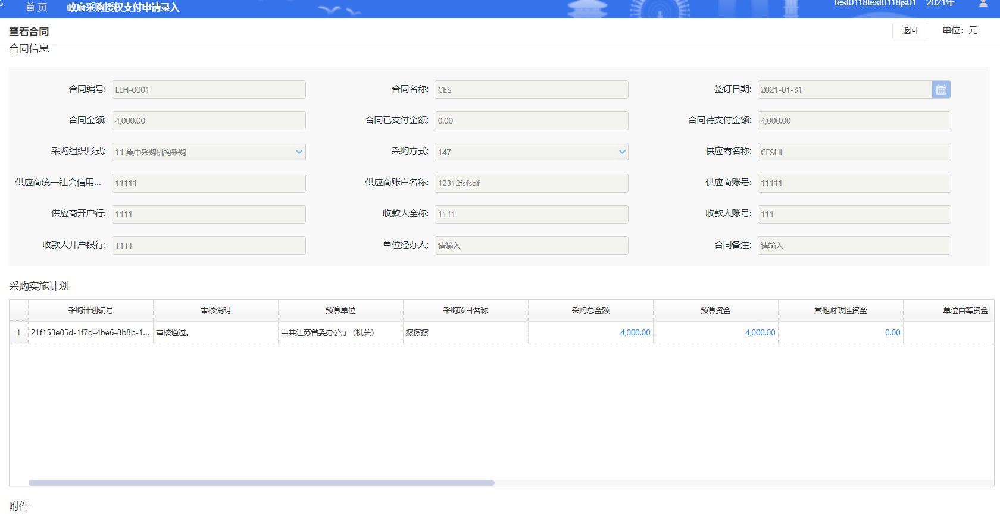 首页 政府采购授权支付申请录入 test0118test0118js01 2021年
查看合同 返回 单位：元
合同信息
合同编号: LLH-0001 合同名称: CES 签订日期: 2021-01-31
合同金额: 4,000.00 合同已支付金额: 0.00 合同待支付金额: 4,000.00
采购组织形式: 11 集中采购机构采购 采购方式: 147 供应商名称: CESHI
供应商统一社会信用... 11111 供应商账户名称: 12312fsfsdf 供应商账号: 11111
供应商开户行: 1111 收款人全称: 1111 收款人账号: 111
收款人开户银行: 1111 单位经办人: 请输入 合同备注: 请输入
采购实施计划
采购计划编号 审核说明 预算单位 采购项目名称 采购总金额 预算资金 其他财政性资金 单位自筹资金
1 21f153e05d-1f7d-4be6-8b8b-1... 审核通过。 中共江苏省委办公厅（机关） 擦擦擦 4,000.00 4,000.00 0.00
附件